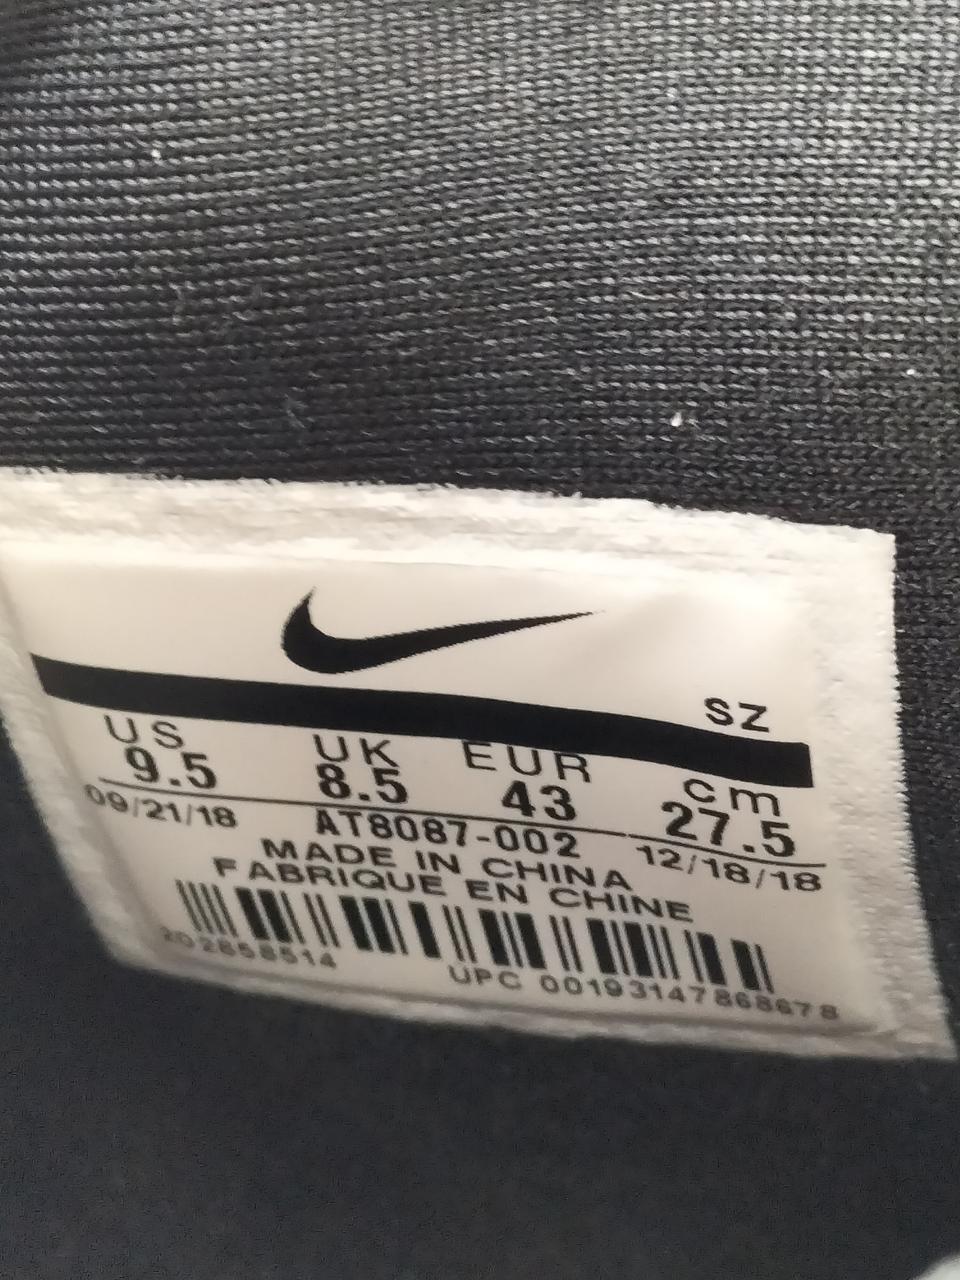 SZ
US UK EUR cm
9.5 8.5 43 27.5
09/21/18 AT8087-002 12/18/18
MADE IN CHINA
FABRIQUE EN CHINE
202858514 UPC 00193147868678